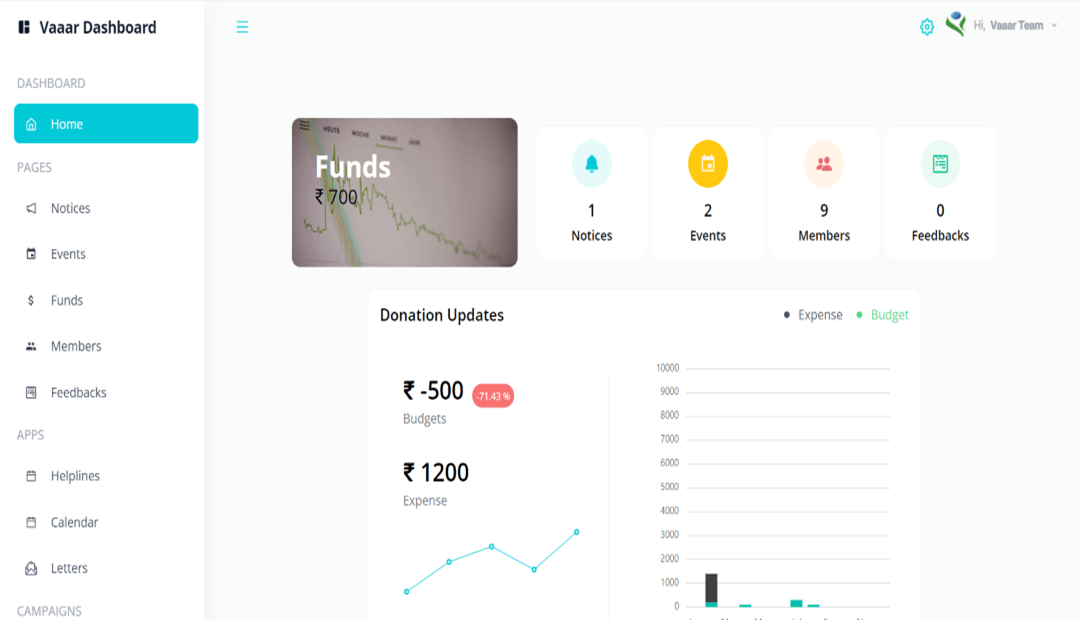 Vaaar Dashboard
Hi, Vaaar Team
DASHBOARD
Home
PAGES
Notices
Events
Funds
Members
Feedbacks
APPS
Helplines
Calendar
Letters
CAMPAIGNS
HEUTE WOCHE MONAT JAHR
Funds
₹ 700
1
Notices
2
Events
9
Members
0
Feedbacks
Donation Updates
Expense
Budget
₹ -500
-71.43 %
Budgets
₹ 1200
Expense
10000
9000
8000
7000
6000
5000
4000
3000
2000
1000
0